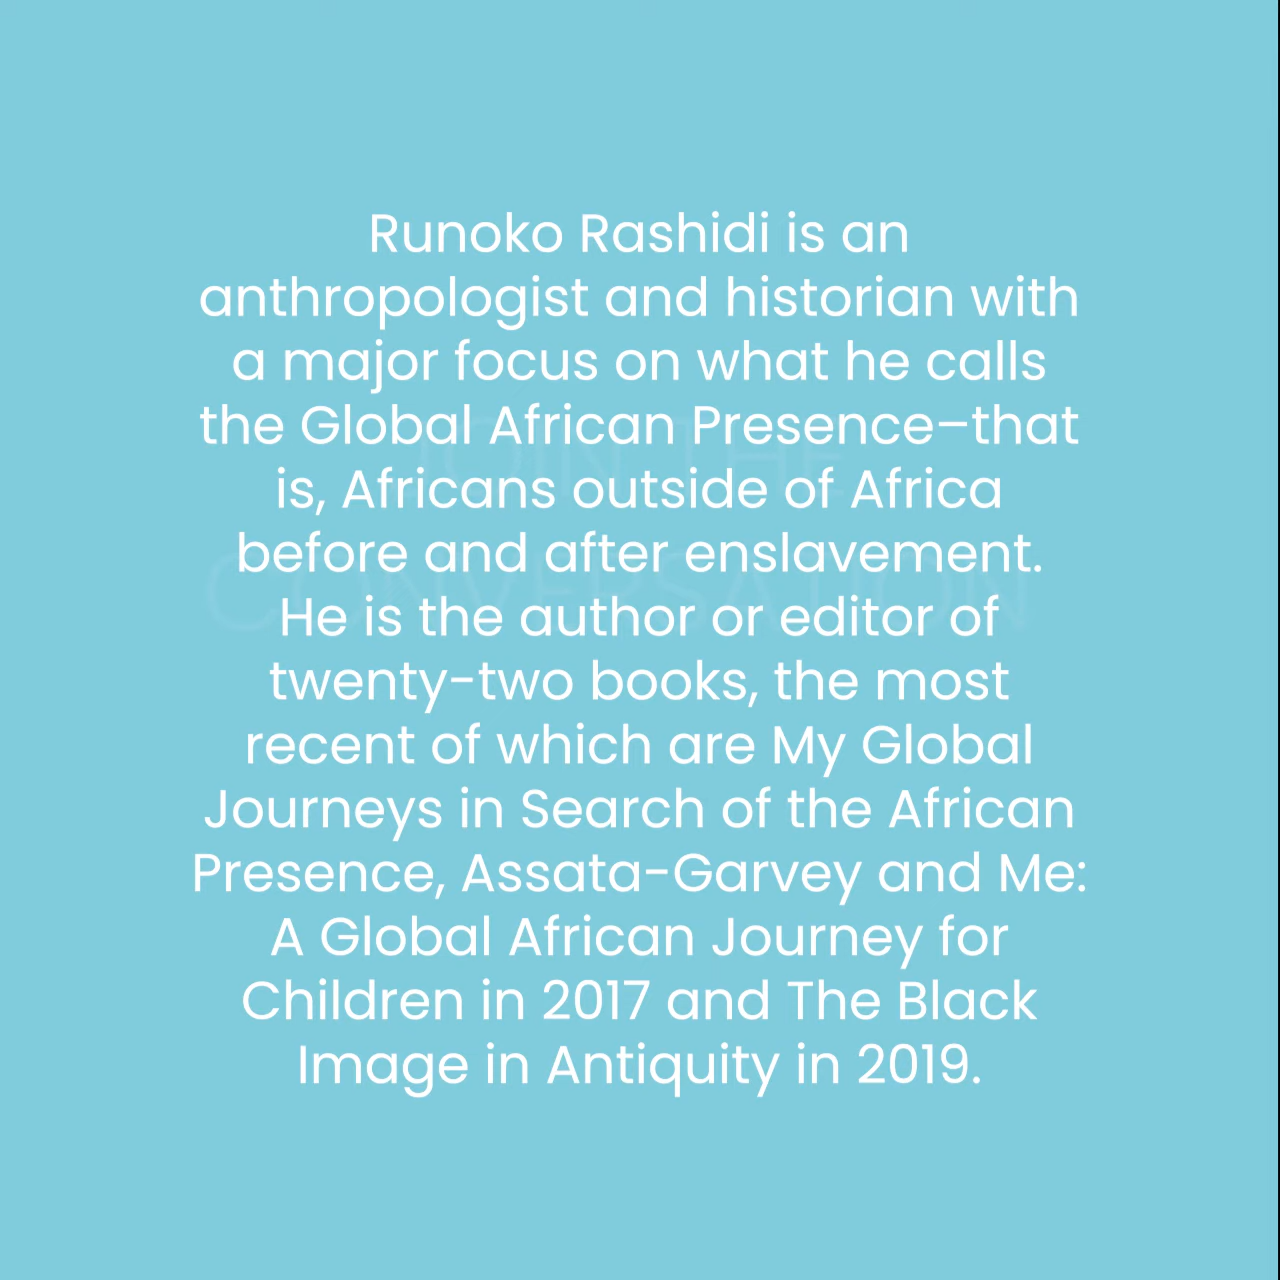 Runoko Rashidi is an
anthropologist and historian with
a major focus on what he calls
the Global African Presence–that
is, Africans outside of Africa
before and after enslavement.
He is the author or editor of
twenty-two books, the most
recent of which are My Global
Journeys in Search of the African
Presence, Assata-Garvey and Me:
A Global African Journey for
Children in 2017 and The Black
Image in Antiquity in 2019.
JOIN THE
CONVERSATION